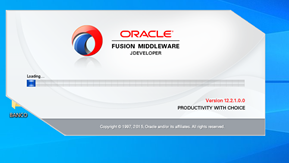 ORACLE
FUSION MIDDLEWARE
JDEVELOPER
Loading...
Version 12.2.1.0.0
PRODUCTIVITY WITH CHOICE
Copyright © 1997, 2015, Oracle and/or its affiliates. All rights reserved.